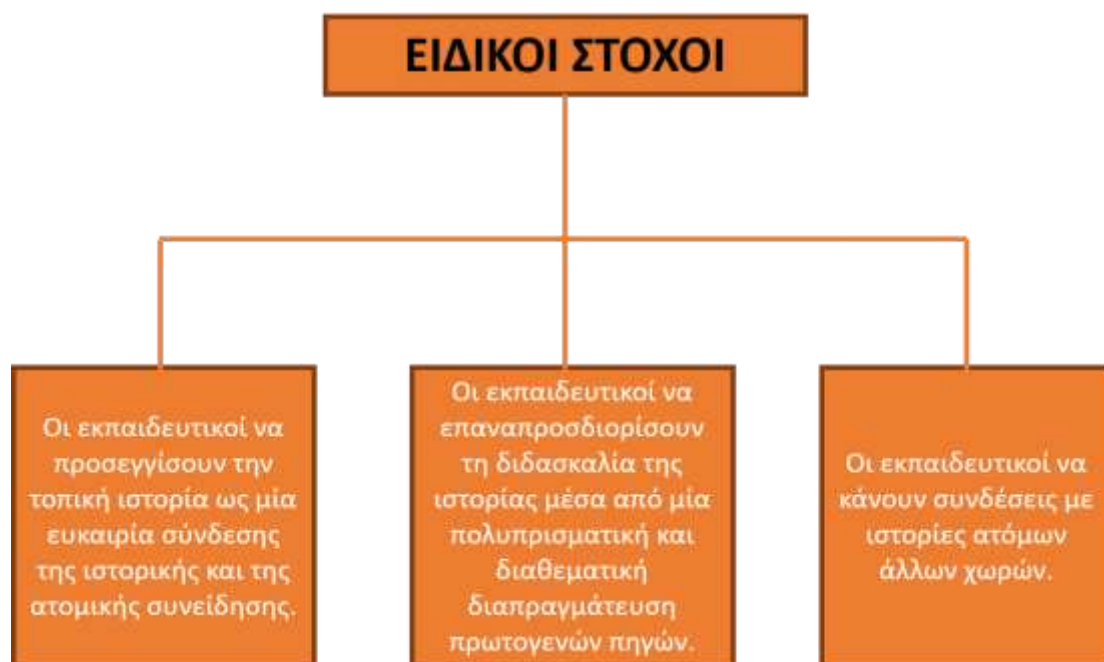 ΕΙΔΙΚΟΙ ΣΤΟΧΟΙ
Οι εκπαιδευτικοί να
προσεγγίσουν την
τοπική ιστορία ως μία
ευκαιρία σύνδεσης
της ιστορικής και της
ατομικής συνείδησης.
Οι εκπαιδευτικοί να
επαναπροσδιορίσουν
τη διδασκαλία της
ιστορίας μέσα από μία
πολυπρισματική και
διαθεματική
διαπραγμάτευση
πρωτογενών πηγών.
Οι εκπαιδευτικοί να
κάνουν συνδέσεις με
ιστορίες ατόμων
άλλων χωρών.